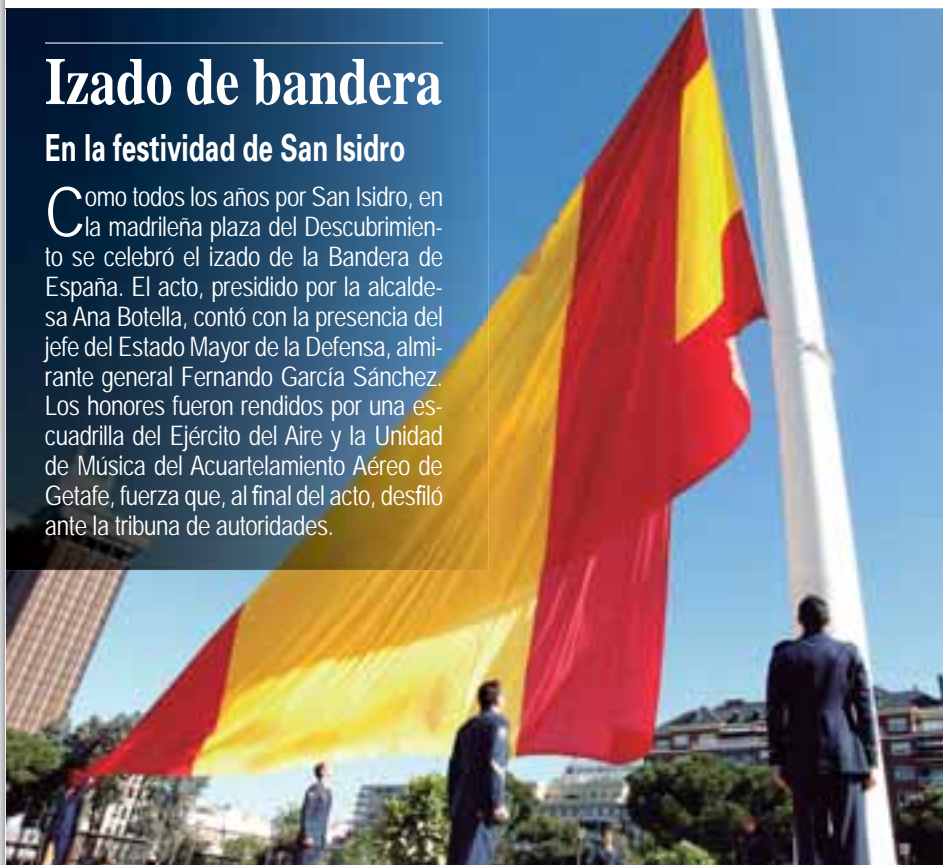 Izado de bandera
En la festividad de San Isidro
Como todos los años por San Isidro, en
la madrileña plaza del Descubrimien-
to se celebró el izado de la Bandera de
España. El acto, presidido por la alcalde-
sa Ana Botella, contó con la presencia del
jefe del Estado Mayor de la Defensa, almi-
rante general Fernando García Sánchez.
Los honores fueron rendidos por una es-
cuadrilla del Ejército del Aire y la Unidad
de Música del Acuartelamiento Aéreo de
Getafe, fuerza que, al final del acto, desfiló
ante la tribuna de autoridades.